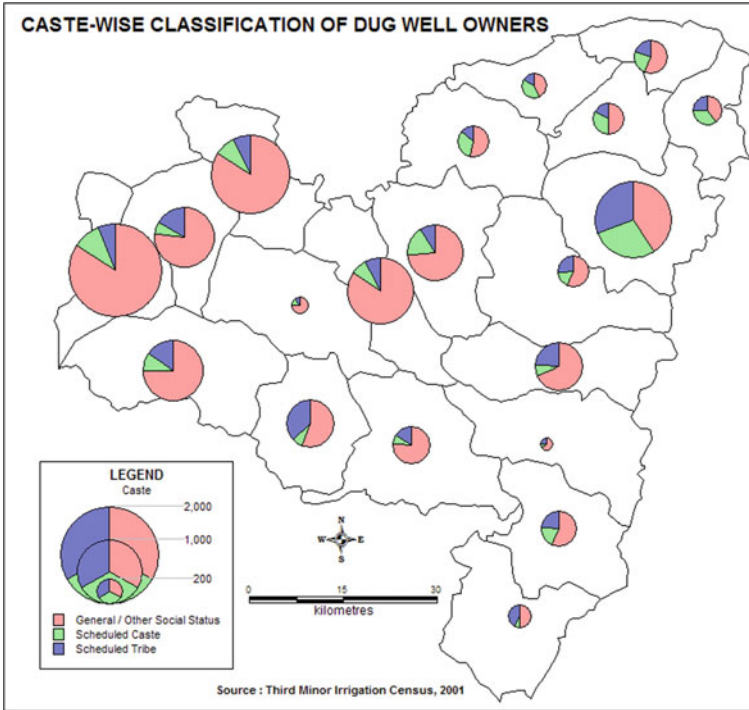 CASTE-WISE CLASSIFICATION OF DUG WELL OWNERS
LEGEND
Caste
2,000
1,000
200
General / Other Social Status
Scheduled Caste
Scheduled Tribe
N
W E
S
0 15 30
kilometres
Source : Third Minor Irrigation Census, 2001